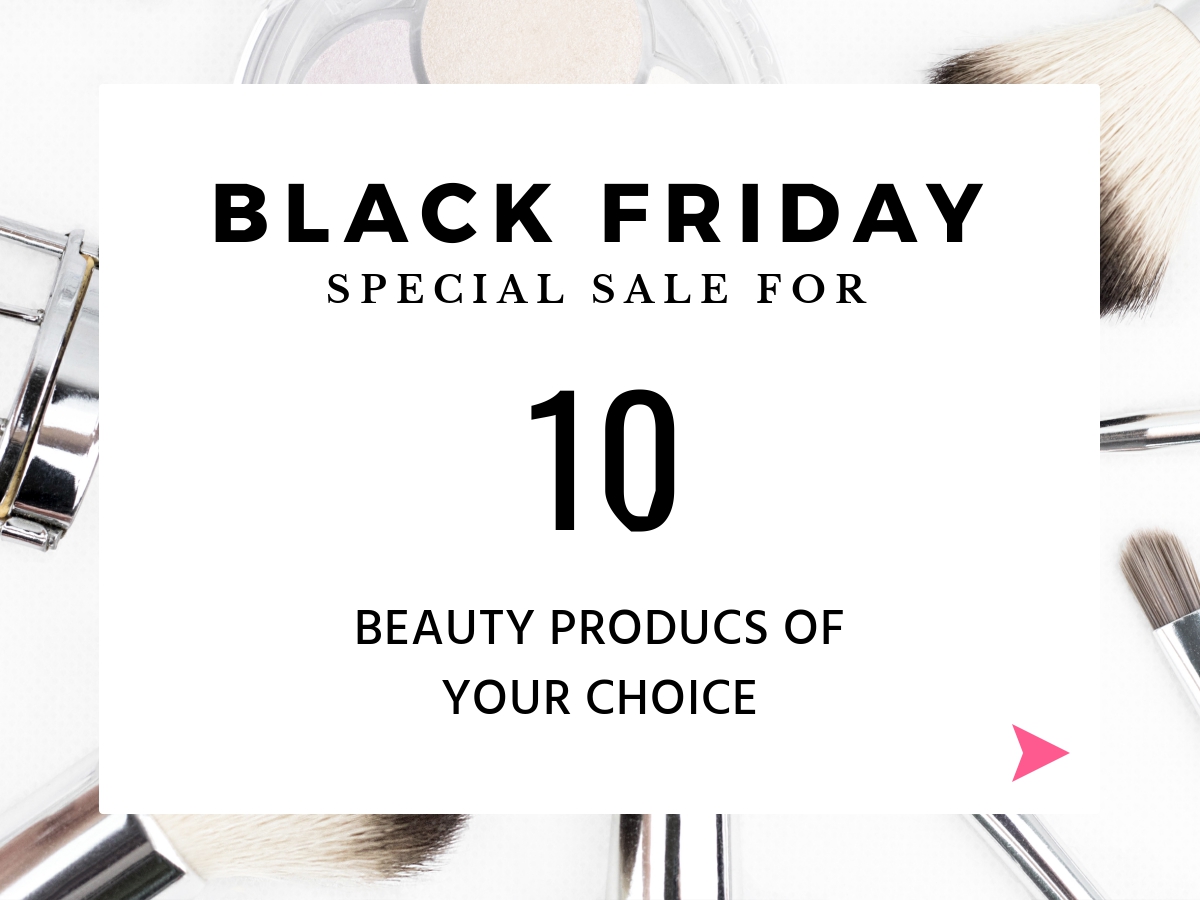 BLACK FRIDAY
SPECIAL SALE FOR
10
BEAUTY PRODUCS OF
YOUR CHOICE